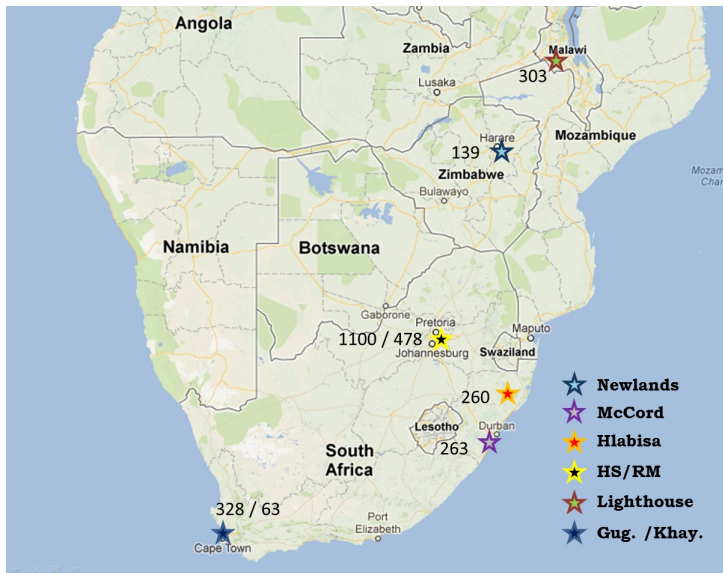 Angola
Zambia
Malawi
303
Lusaka
Mozambique
Harare
139
Zimbabwe
Mozam
Char
Bulawayo
Namibia
Botswana
Gaborone
Pretoria
Maputo
1100 / 478
Johannesburg
Swaziland
Newlands
260
McCord
Lesotho
Durban
Hlabisa
263
South
Africa
HS/RM
328 / 63
Lighthouse
Port
Elizabeth
Gug. /Khay.
Cape Town